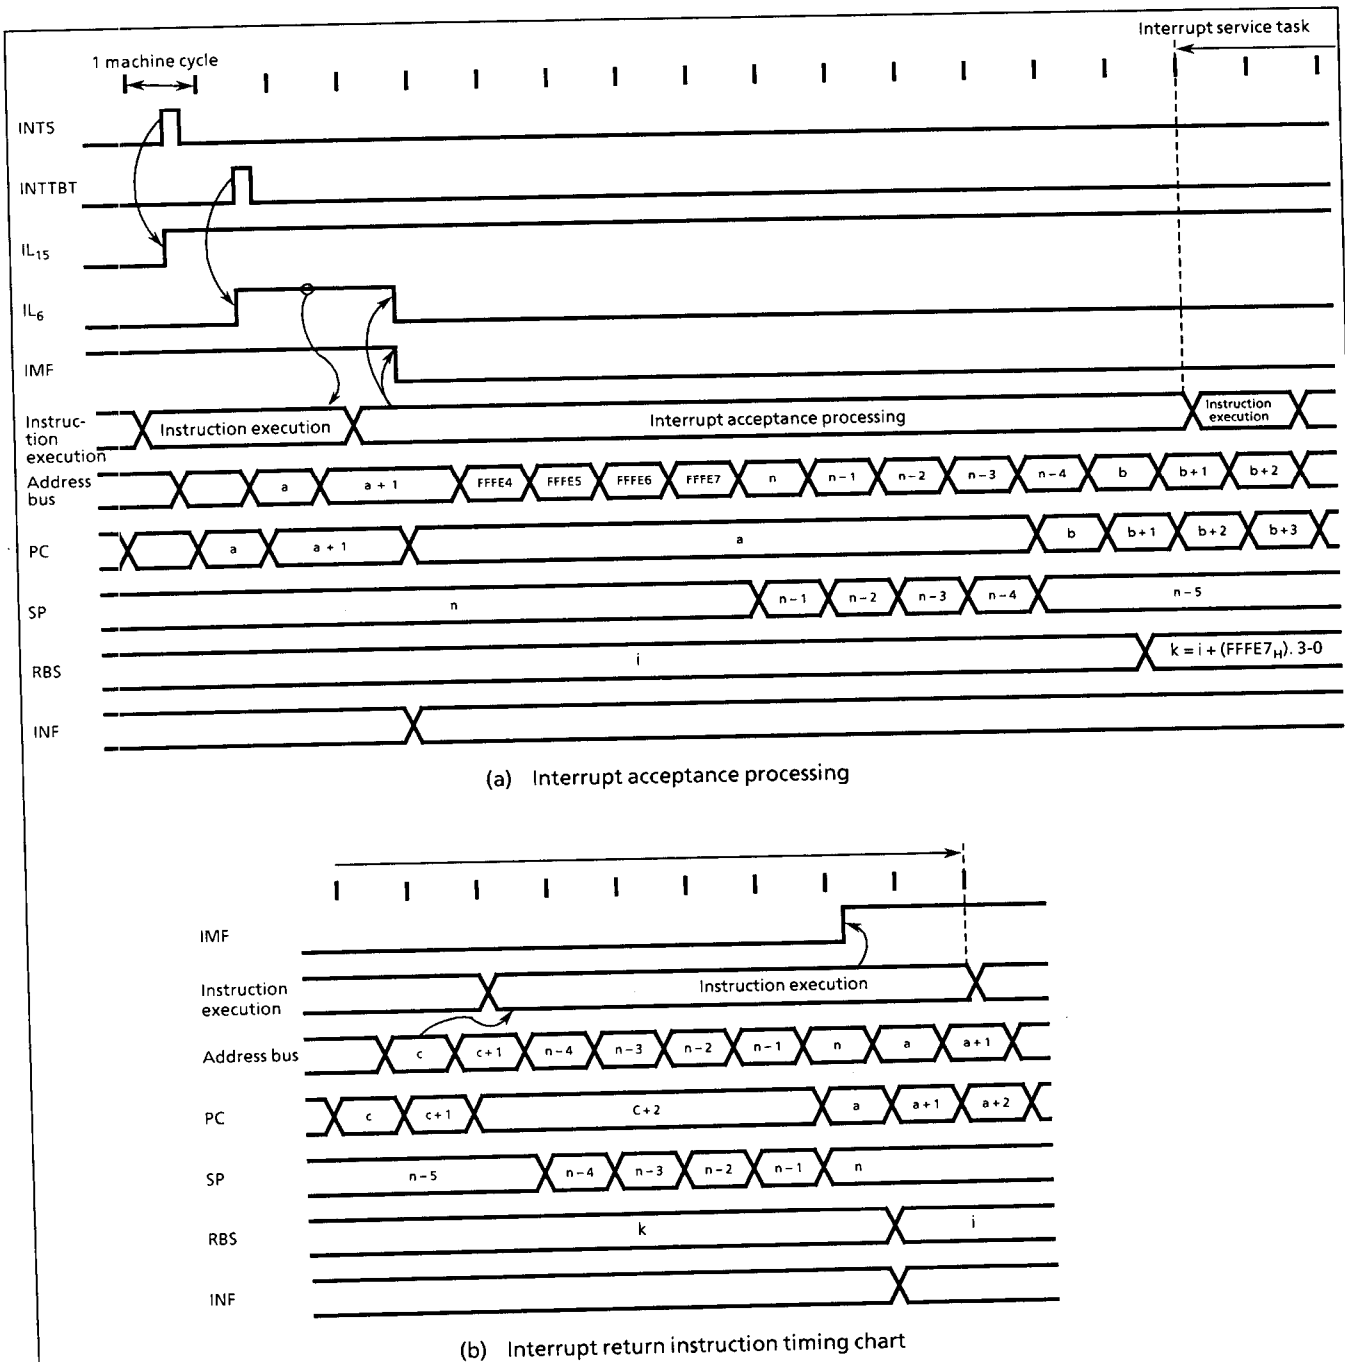 Interrupt service task
1 machine cycle
INT5
INTTBT
IL15
IL6
IMF
Instruc-
tion
execution
Instruction execution
Interrupt acceptance processing
Instruction
execution
Address
bus
a
a + 1
FFFE4
FFFE5
FFFE6
FFFE7
n
n - 1
n - 2
n - 3
n - 4
b
b + 1
b + 2
PC
a
a + 1
a
b
b + 1
b + 2
b + 3
SP
n
n - 1
n - 2
n - 3
n - 4
n - 5
RBS
i
k = i + (FFFE7H). 3-0
INF
(a) Interrupt acceptance processing
IMF
Instruction
execution
Instruction execution
Address bus
c
c + 1
n - 4
n - 3
n - 2
n - 1
n
a
a + 1
PC
c
c + 1
C + 2
a
a + 1
a + 2
SP
n - 5
n - 4
n - 3
n - 2
n - 1
n
RBS
k
i
INF
(b) Interrupt return instruction timing chart